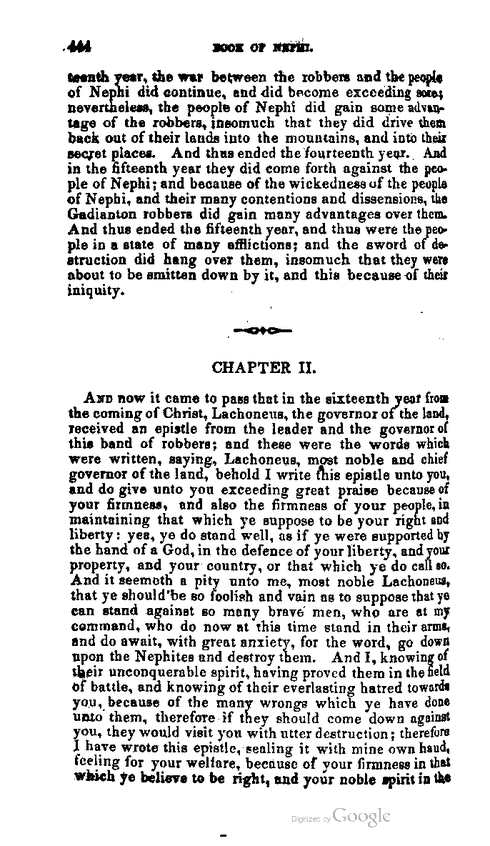 444 BOOK OF NEPHI.
teenth year, the war between the robbers and the people
of Nephi did continue, and did become exceeding sore;
nevertheless, the people of Nephi did gain some advan-
tage of the robbers, insomuch that they did drive them
back out of their lands into the mountains, and into their
secret places. And thus ended the fourteenth year. And
in the fifteenth year they did come forth against the peo-
ple of Nephi; and because of the wickedness of the people
of Nephi, and their many contentions and dissensions, the
Gadianton robbers did gain many advantages over them.
And thus ended the fifteenth year, and thus were the peo-
ple in a state of many afflictions; and the sword of de-
struction did hang over them, insomuch that they were
about to be smitten down by it, and this because of their
iniquity.
CHAPTER II.
AND now it came to pass that in the sixteenth year from
the coming of Christ, Lachoneus, the governor of the land,
received an epistle from the leader and the governor of
this band of robbers; and these were the words which
were written, saying, Lachoneus, most noble and chief
governor of the land, behold I write this epistle unto you,
and do give unto you exceeding great praise because of
your firmness, and also the firmness of your people, in
maintaining that which ye suppose to be your right and
liberty: yes, ye do stand well, as if ye were supported by
the hand of a God, in the defence of your liberty, and your
property, and your country, or that which ye do call so.
And it seemeth a pity unto me, most noble Lachoneus,
that ye should be so foolish and vain as to suppose that ye
can stand against so many brave men, who are at my
command, who do now at this time stand in their arms,
and do await, with great anxiety, for the word, go down
upon the Nephites and destroy them. And I, knowing of
their unconquerable spirit, having proved them in the field
of battle, and knowing of their everlasting hatred towards
you, because of the many wrongs which ye have done
unto them, therefore if they should come down against
you, they would visit you with utter destruction; therefore
I have wrote this epistle, sealing it with mine own hand,
feeling for your welfare, because of your firmness in that
which ye believe to be right, and your noble spirit in the
Digitized by Google